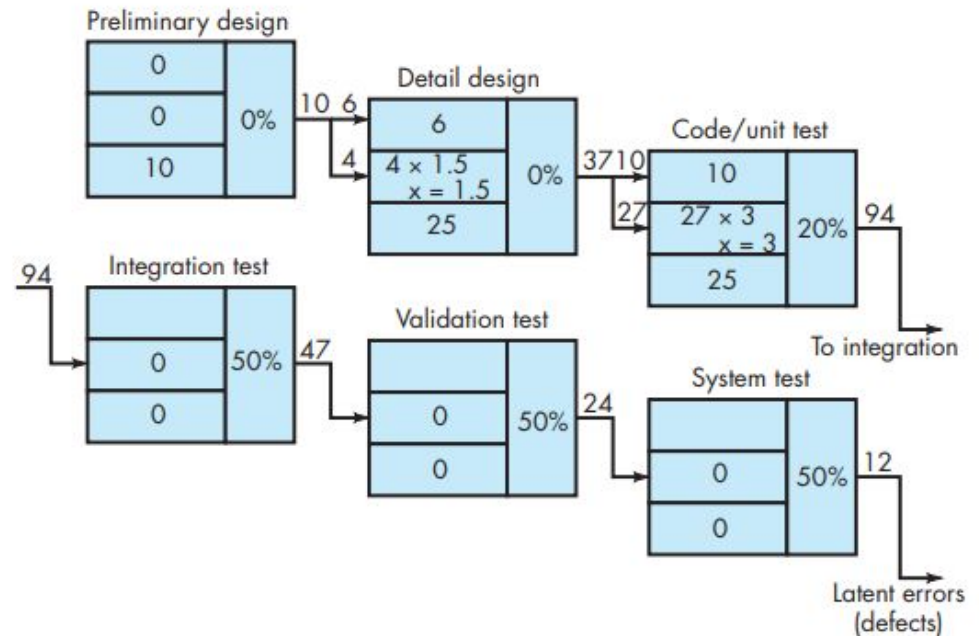 Preliminary design
0
0
10
0%
10 6
4
Detail design
6
4 × 1.5
x = 1.5
25
0%
37 10
27
Code/unit test
10
27 × 3
x = 3
25
20%
94
To integration
94
Integration test
0
0
50%
47
Validation test
0
0
50%
24
System test
0
0
50%
12
Latent errors
(defects)